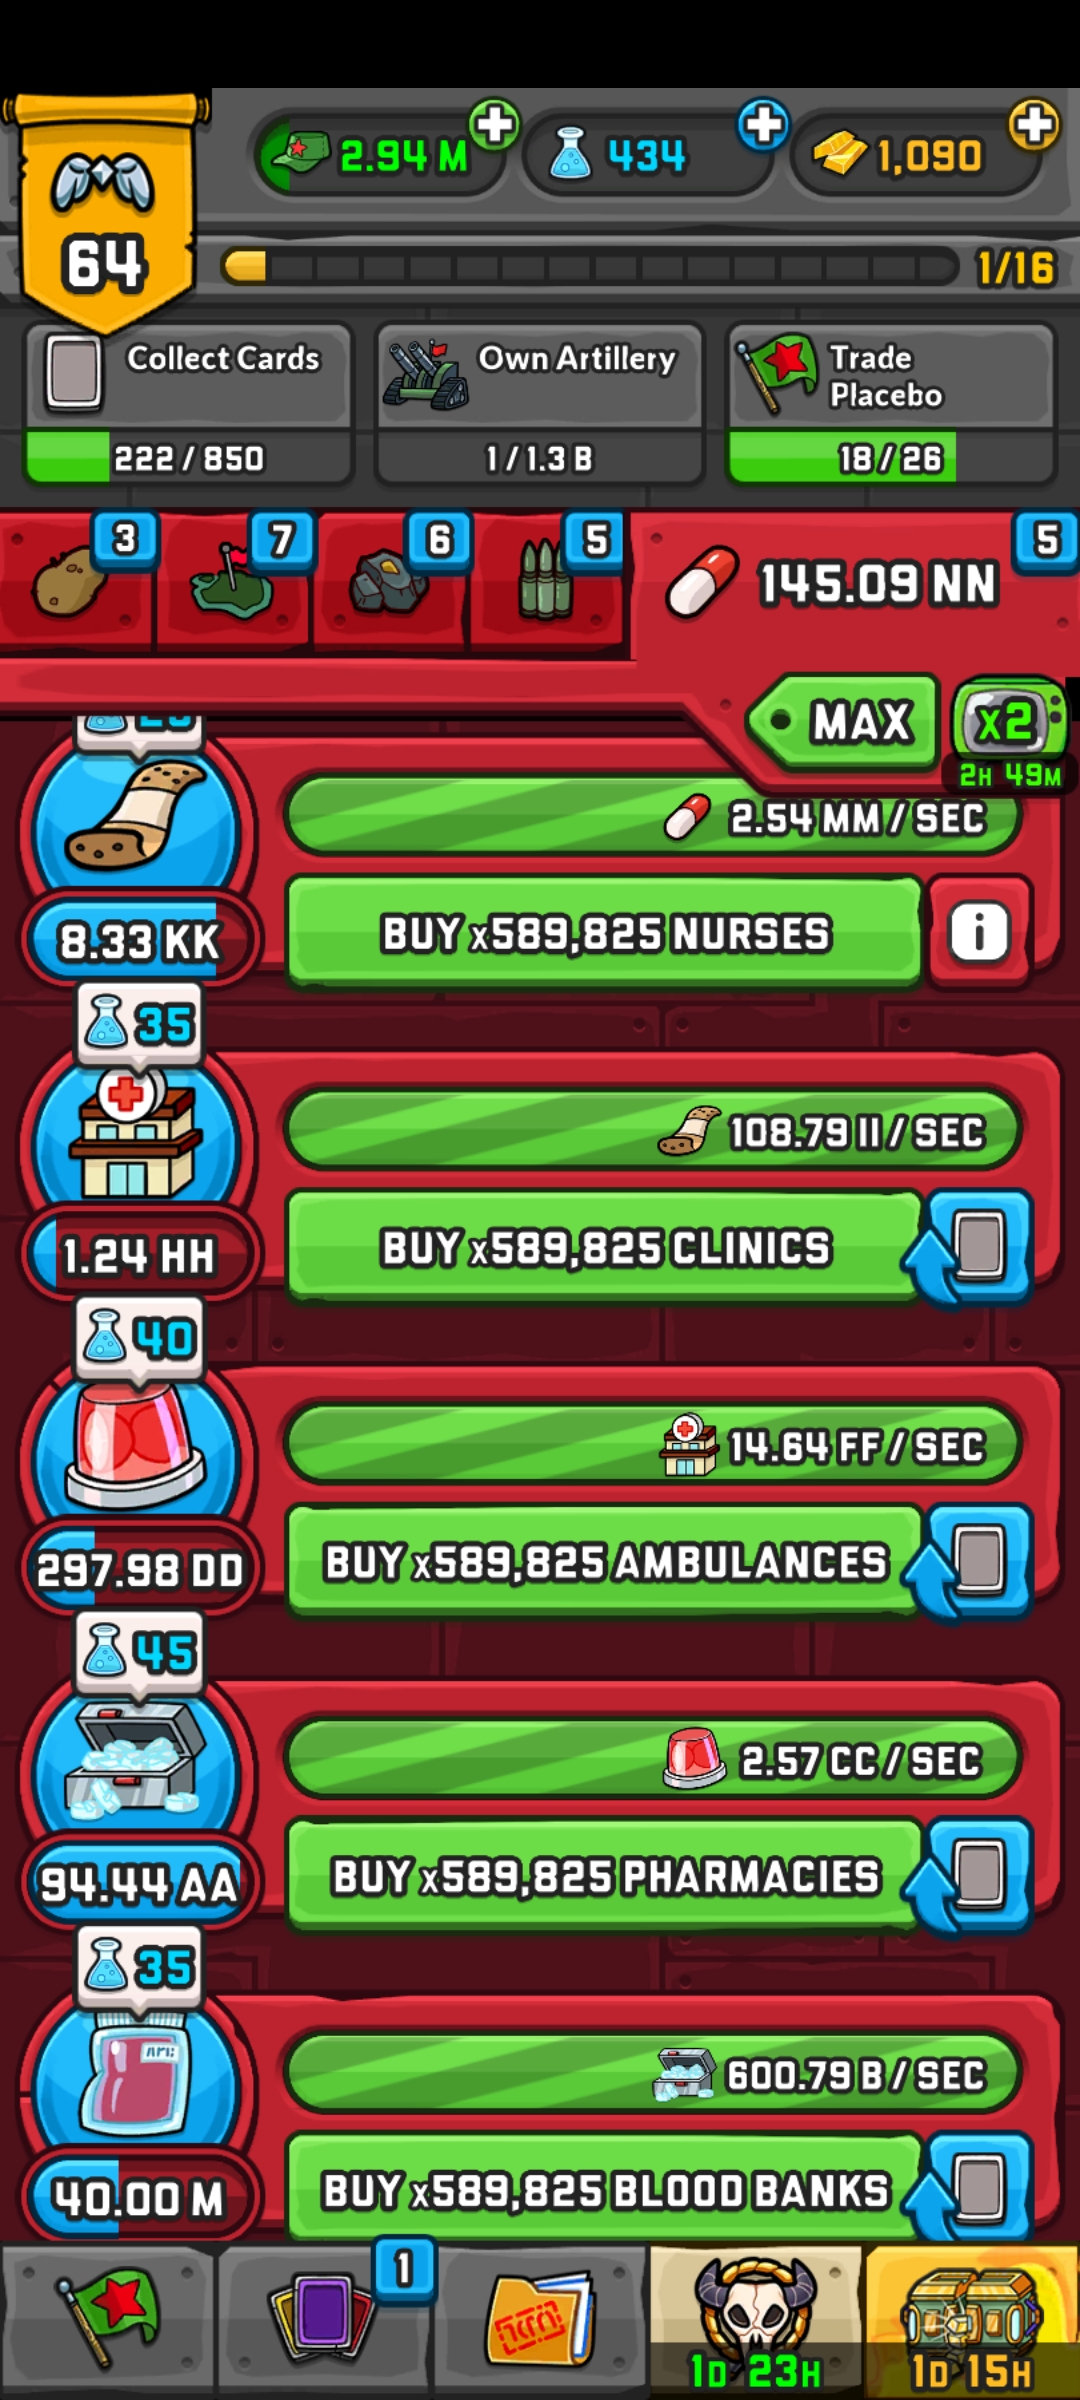 2.94 M
434
1,090
64
1/16
Collect Cards
222 / 850
Own Artillery
1 / 1.3 B
Trade
Placebo
18 / 26
3
7
6
5
145.09 NN
5
MAX
x2
2H 49M
2.54 MM / SEC
BUY x589,825 NURSES
i
8.33 KK
35
108.79 II / SEC
BUY x589,825 CLINICS
1.24 HH
40
14.64 FF / SEC
BUY x589,825 AMBULANCES
297.98 DD
45
2.57 CC / SEC
BUY x589,825 PHARMACIES
94.44 AA
35
600.79 B / SEC
BUY x589,825 BLOOD BANKS
40.00 M
1
1D 23H
1D 15H